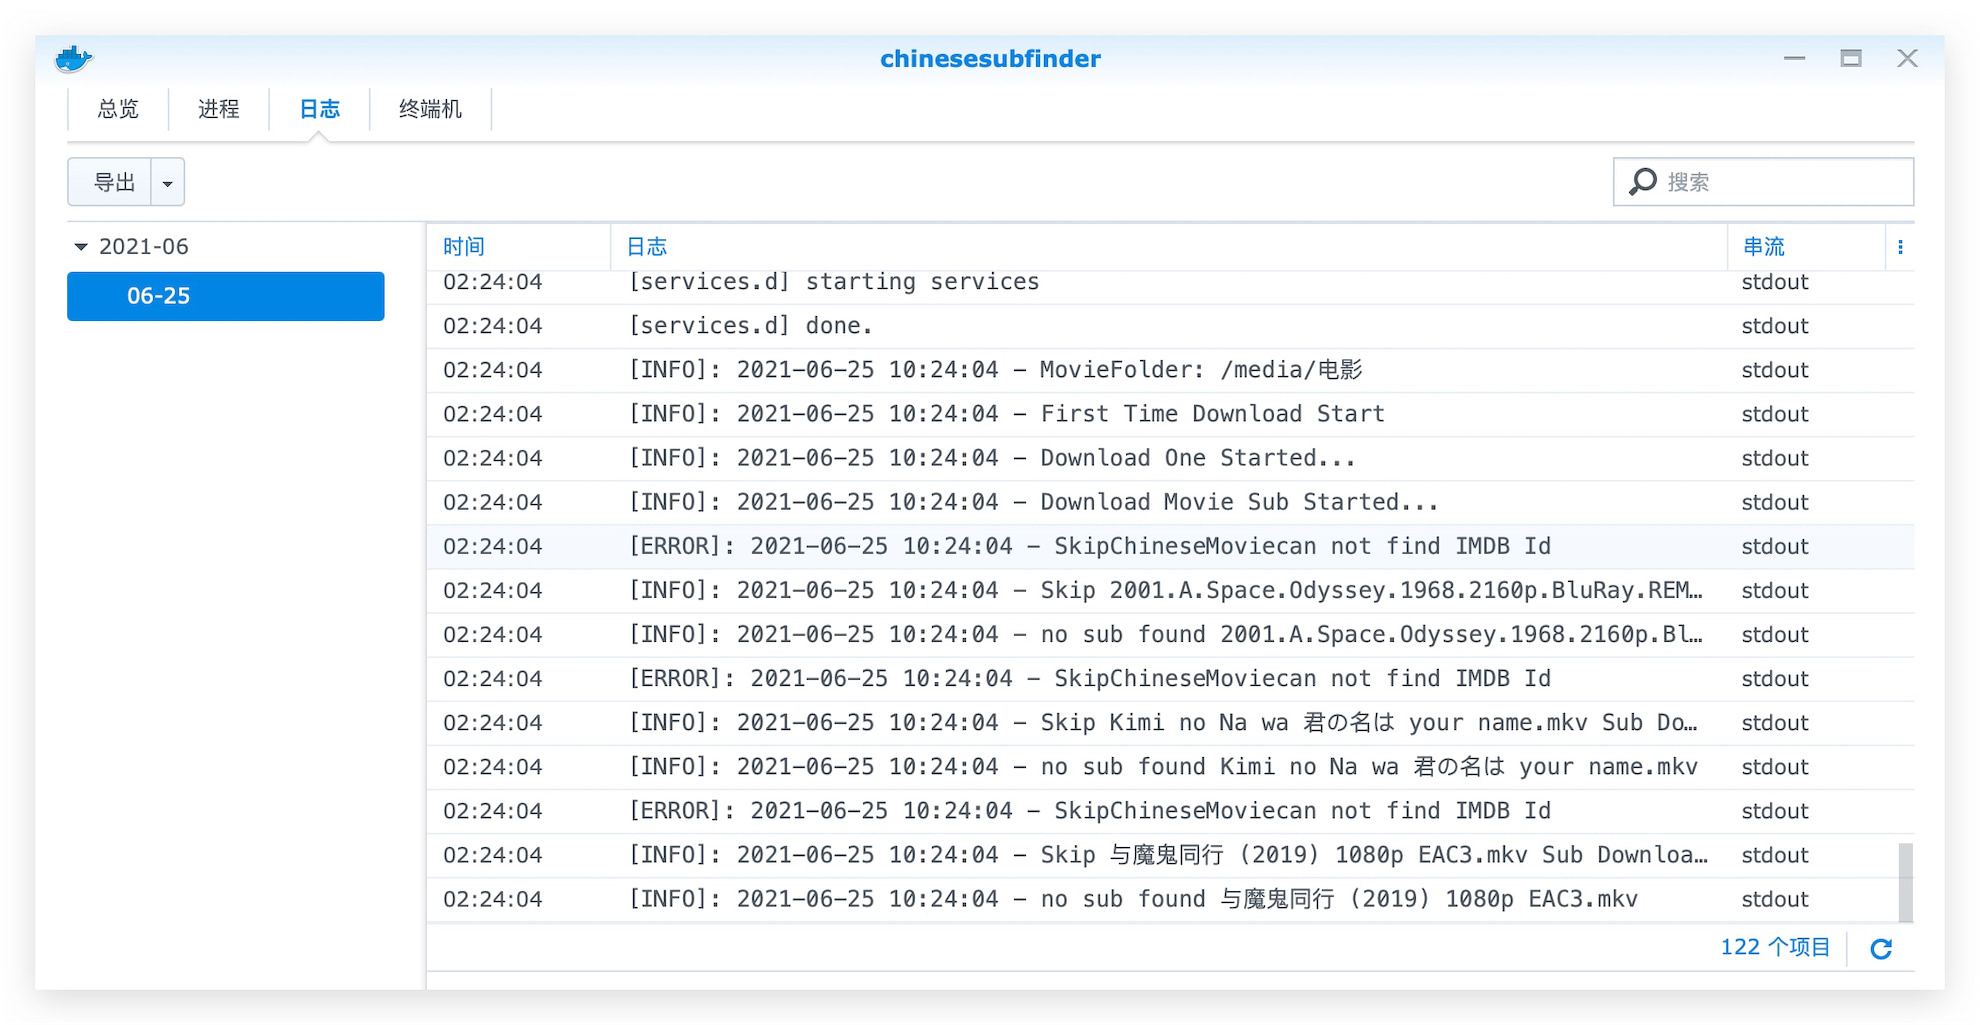 chinesesubfinder
总览 进程 日志 终端机
导出 搜索
2021-06
06-25
时间 日志 串流
02:24:04 [services.d] starting services stdout
02:24:04 [services.d] done. stdout
02:24:04 [INFO]: 2021-06-25 10:24:04 - MovieFolder: /media/电影 stdout
02:24:04 [INFO]: 2021-06-25 10:24:04 - First Time Download Start stdout
02:24:04 [INFO]: 2021-06-25 10:24:04 - Download One Started... stdout
02:24:04 [INFO]: 2021-06-25 10:24:04 - Download Movie Sub Started... stdout
02:24:04 [ERROR]: 2021-06-25 10:24:04 - SkipChineseMoviecan not find IMDB Id stdout
02:24:04 [INFO]: 2021-06-25 10:24:04 - Skip 2001.A.Space.Odyssey.1968.2160p.BluRay.REM… stdout
02:24:04 [INFO]: 2021-06-25 10:24:04 - no sub found 2001.A.Space.Odyssey.1968.2160p.Bl… stdout
02:24:04 [ERROR]: 2021-06-25 10:24:04 - SkipChineseMoviecan not find IMDB Id stdout
02:24:04 [INFO]: 2021-06-25 10:24:04 - Skip Kimi no Na wa 君の名は your name.mkv Sub Do… stdout
02:24:04 [INFO]: 2021-06-25 10:24:04 - no sub found Kimi no Na wa 君の名は your name.mkv stdout
02:24:04 [ERROR]: 2021-06-25 10:24:04 - SkipChineseMoviecan not find IMDB Id stdout
02:24:04 [INFO]: 2021-06-25 10:24:04 - Skip 与魔鬼同行 (2019) 1080p EAC3.mkv Sub Downloa… stdout
02:24:04 [INFO]: 2021-06-25 10:24:04 - no sub found 与魔鬼同行 (2019) 1080p EAC3.mkv stdout
122 个项目